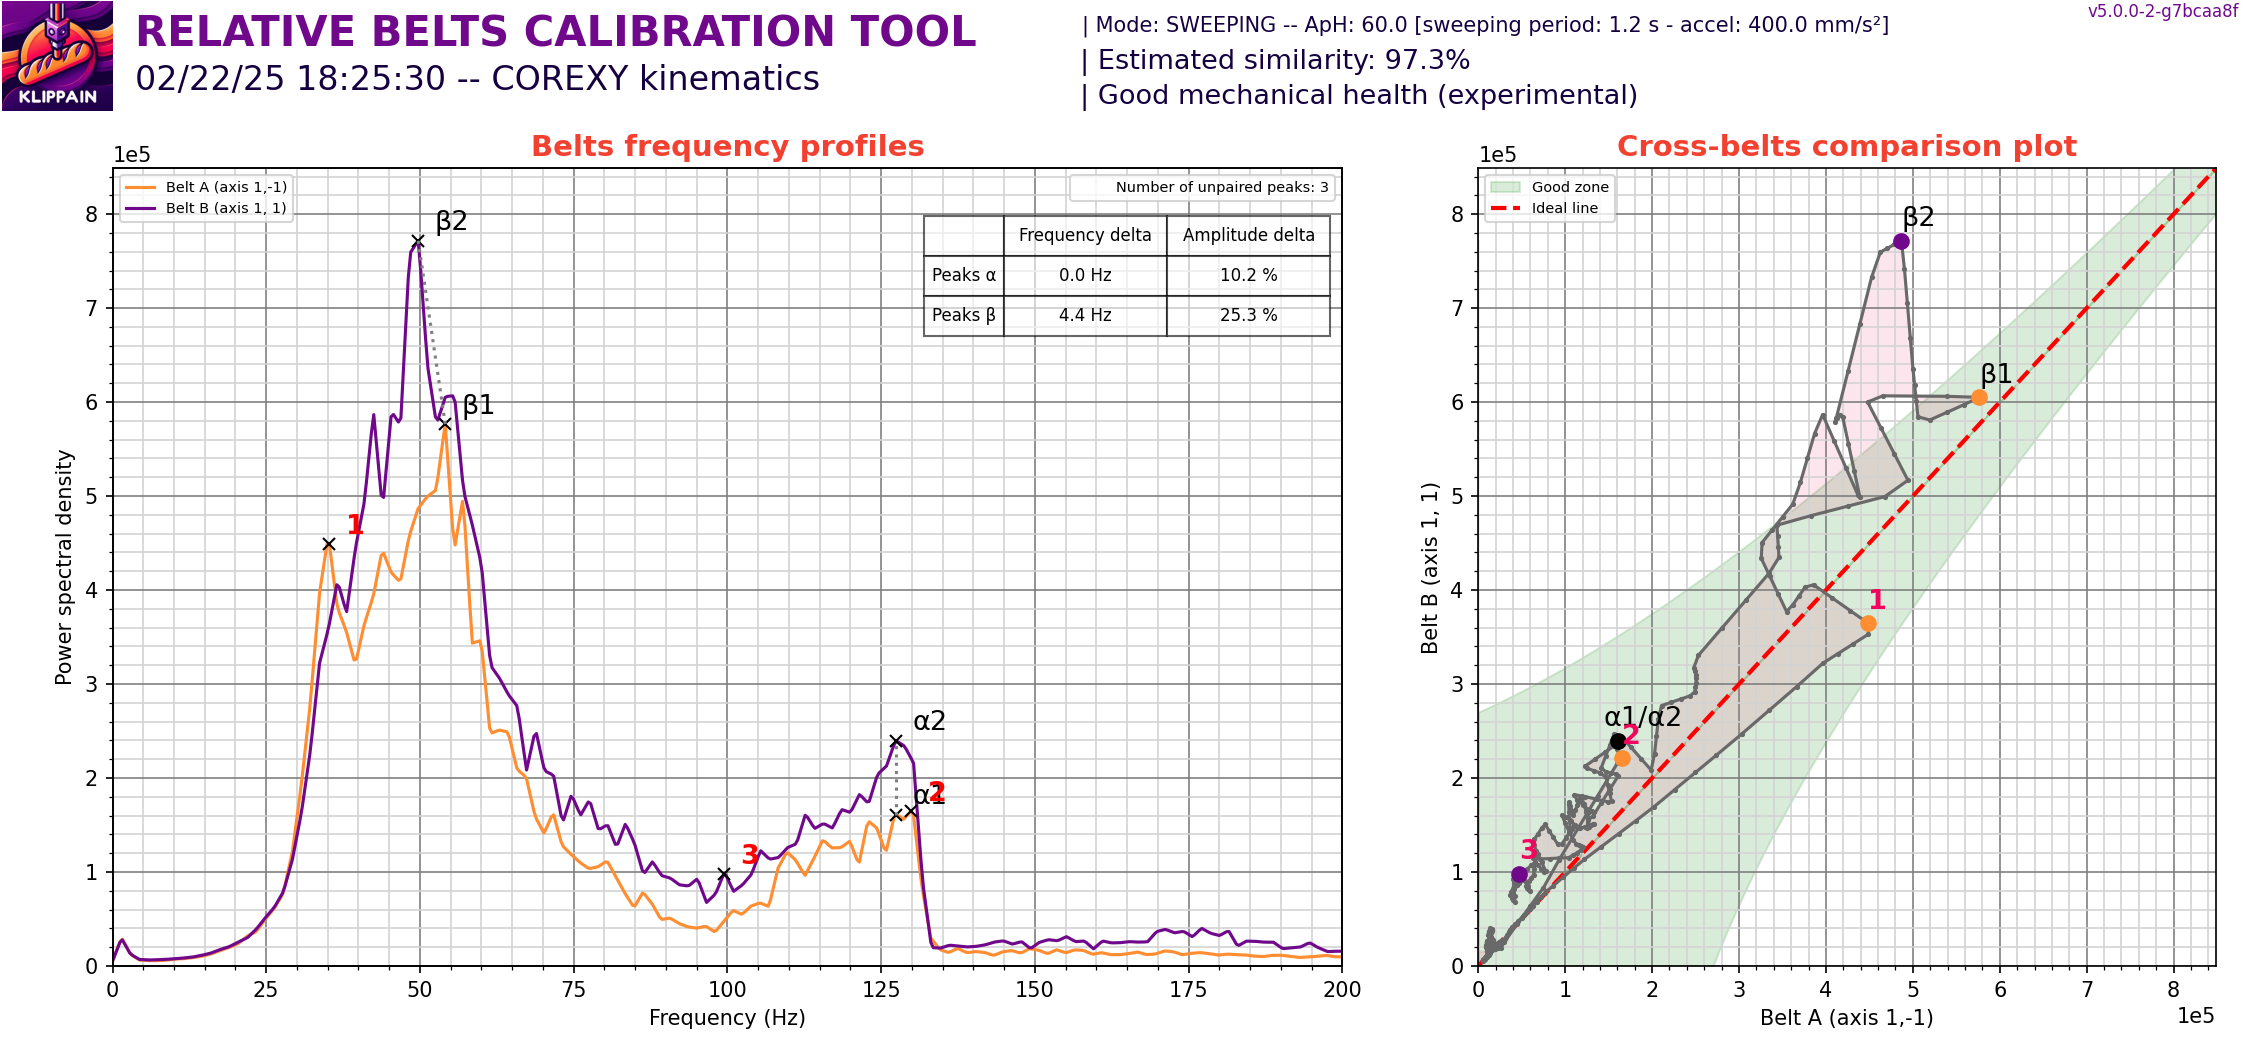 KLIPPAIN
RELATIVE BELTS CALIBRATION TOOL
02/22/25 18:25:30 -- COREXY kinematics
| Mode: SWEEPING -- ApH: 60.0 [sweeping period: 1.2 s - accel: 400.0 mm/s²]
| Estimated similarity: 97.3%
| Good mechanical health (experimental)
v5.0.0-2-g7bcaa8f
Belts frequency profiles
1e5
Belt A (axis 1,-1)
Belt B (axis 1, 1)
Number of unpaired peaks: 3
Frequency delta Amplitude delta
Peaks α 0.0 Hz 10.2 %
Peaks β 4.4 Hz 25.3 %
β2
β1
1
α2
α1
2
3
8
7
6
5
4
3
2
1
0
Power spectral density
0 25 50 75 100 125 150 175 200
Frequency (Hz)
Cross-belts comparison plot
1e5
Good zone
Ideal line
β2
β1
1
α1/α2
2
3
8
7
6
5
4
3
2
1
0
Belt B (axis 1, 1)
0 1 2 3 4 5 6 7 8
Belt A (axis 1,-1)
1e5